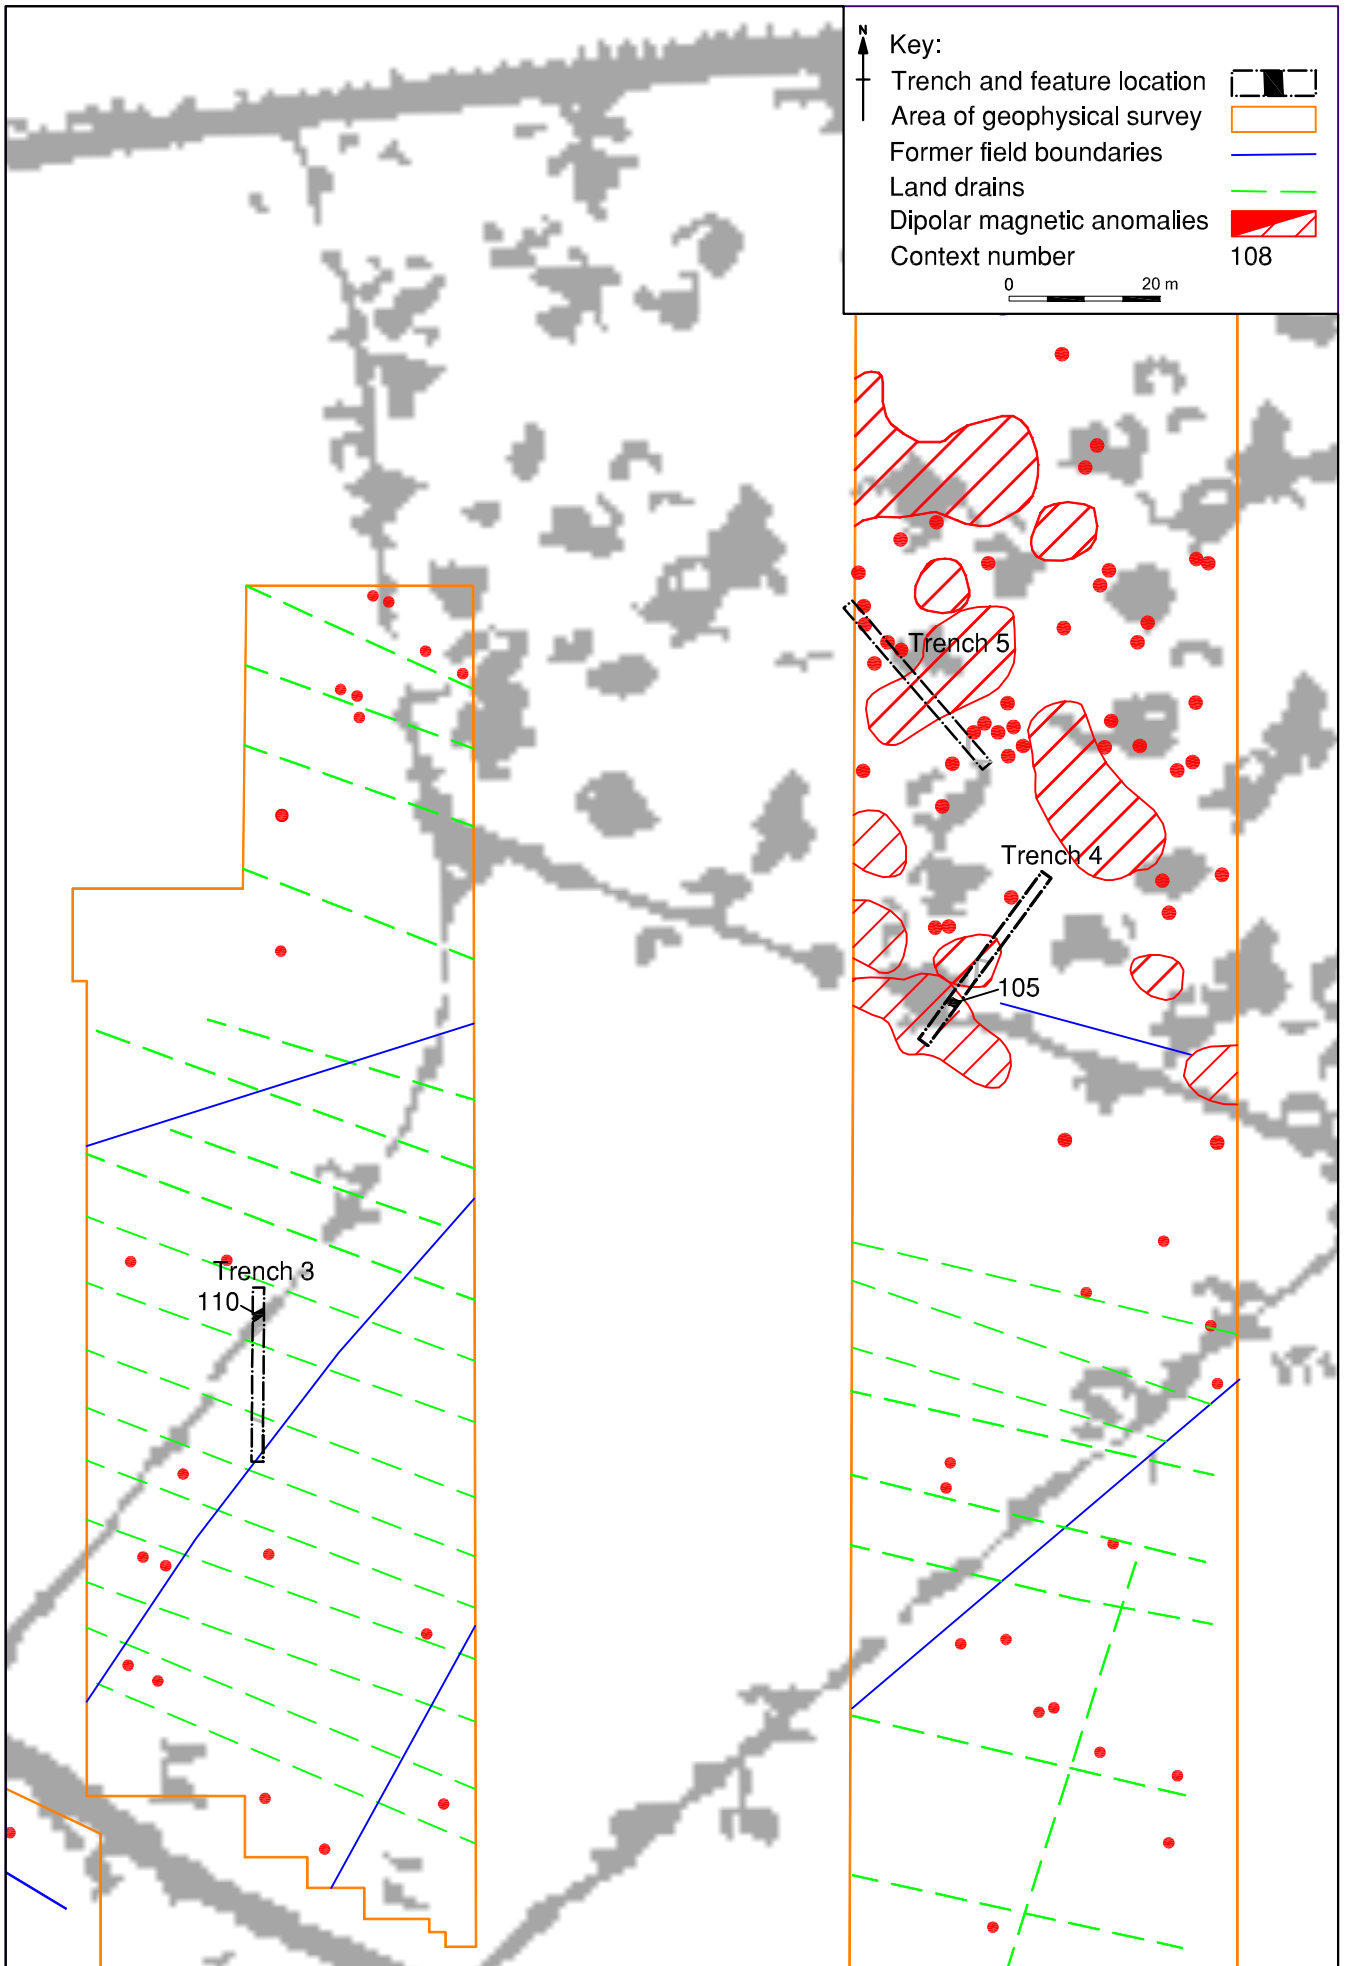 N
Key:
Trench and feature location
Area of geophysical survey
Former field boundaries
Land drains
Dipolar magnetic anomalies
Context number 108
0 20 m
Trench 5
Trench 4
105
Trench 3
110